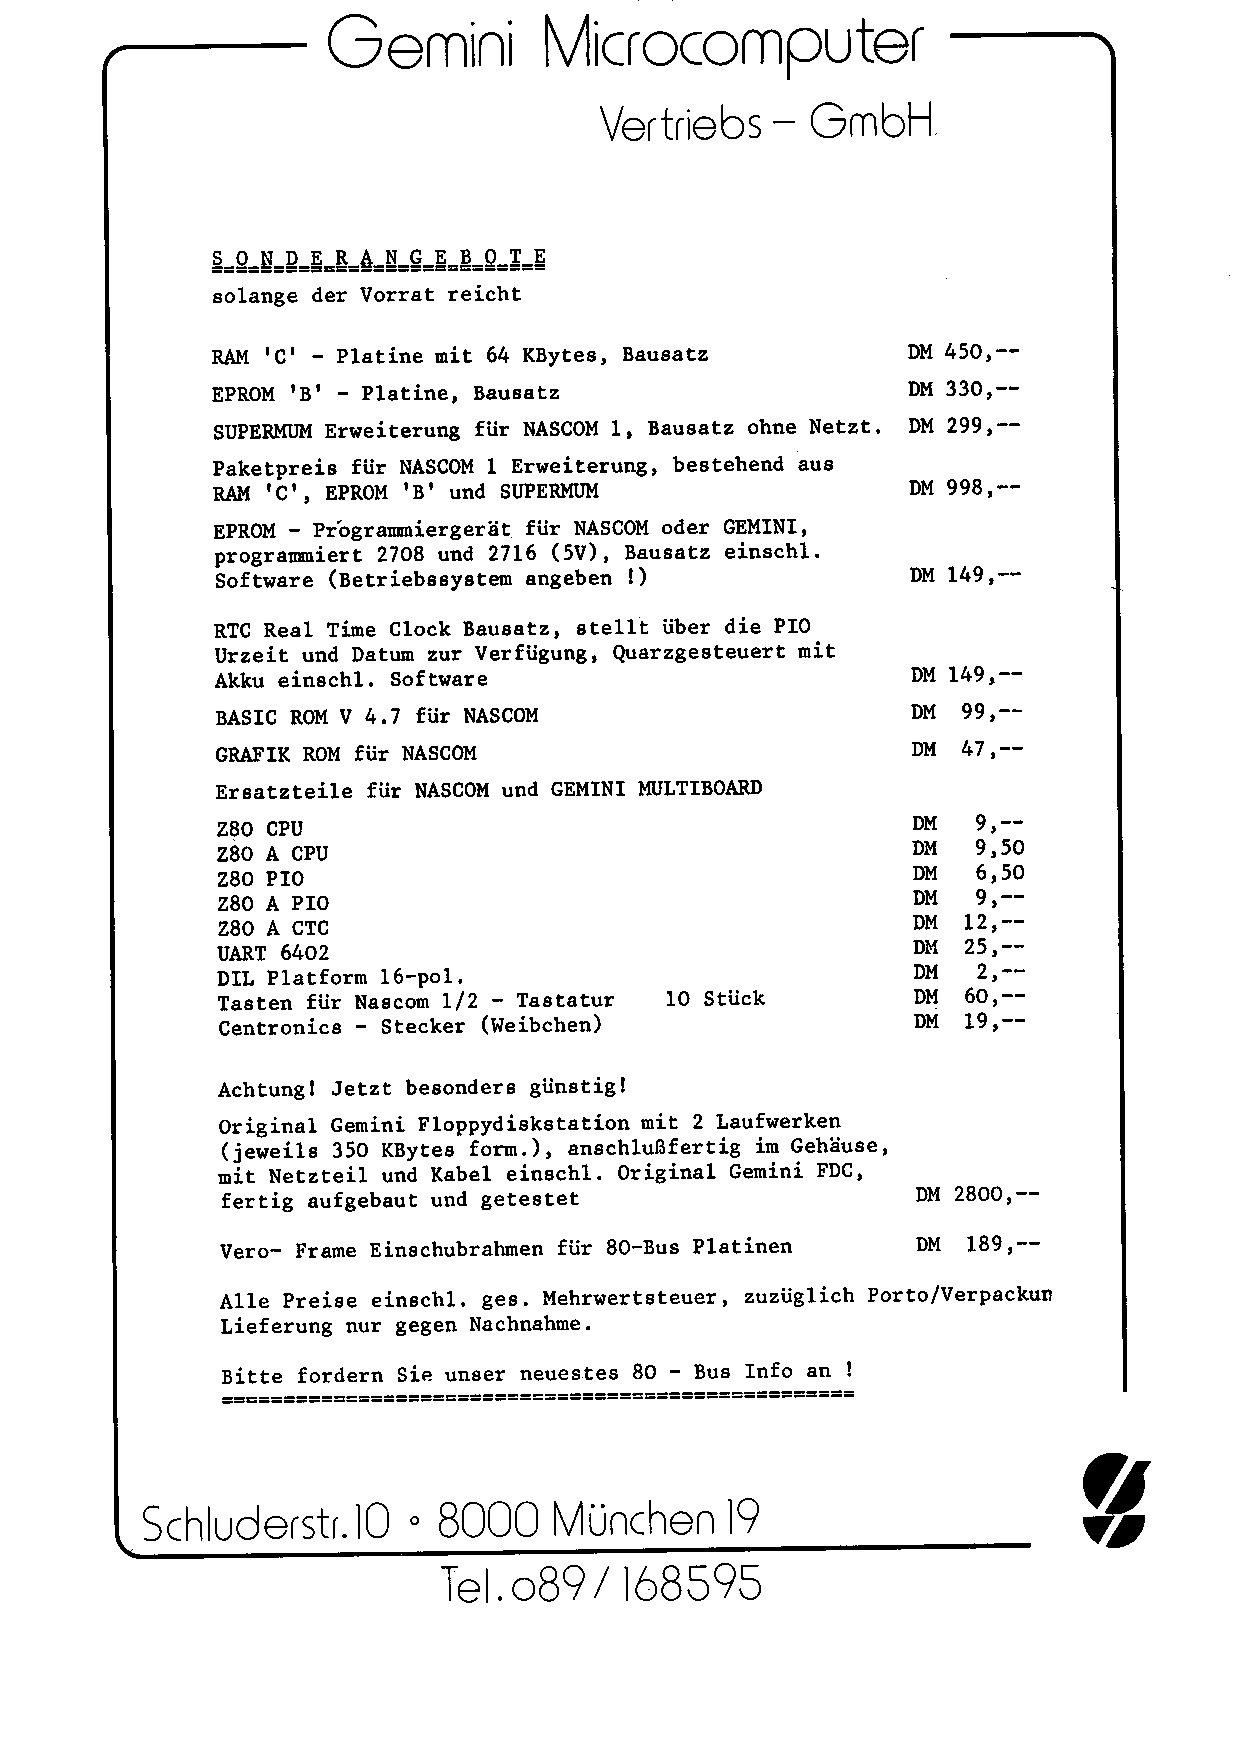 Gemini Microcomputer
Vertriebs - GmbH.
S O N D E R A N G E B O T E
solange der Vorrat reicht
RAM 'C' - Platine mit 64 KBytes, Bausatz DM 450,--
EPROM 'B' - Platine, Bausatz DM 330,--
SUPERMUM Erweiterung für NASCOM 1, Bausatz ohne Netzt. DM 299,--
Paketpreis für NASCOM 1 Erweiterung, bestehend aus
RAM 'C', EPROM 'B' und SUPERMUM DM 998,--
EPROM - Programmiergerät für NASCOM oder GEMINI,
programmiert 2708 und 2716 (5V), Bausatz einschl.
Software (Betriebssystem angeben !) DM 149,--
RTC Real Time Clock Bausatz, stellt über die PIO
Urzeit und Datum zur Verfügung, Quarzgesteuert mit
Akku einschl. Software DM 149,--
BASIC ROM V 4.7 für NASCOM DM 99,--
GRAFIK ROM für NASCOM DM 47,--
Ersatzteile für NASCOM und GEMINI MULTIBOARD
Z80 CPU DM 9,--
Z80 A CPU DM 9,50
Z80 PIO DM 6,50
Z80 A PIO DM 9,--
Z80 A CTC DM 12,--
UART 6402 DM 25,--
DIL Platform 16-pol. DM 2,--
Tasten für Nascom 1/2 - Tastatur 10 Stück DM 60,--
Centronics - Stecker (Weibchen) DM 19,--
Achtung! Jetzt besonders günstig!
Original Gemini Floppydiskstation mit 2 Laufwerken
(jeweils 350 KBytes form.), anschlußfertig im Gehäuse,
mit Netzteil und Kabel einschl. Original Gemini FDC,
fertig aufgebaut und getestet DM 2800,--
Vero- Frame Einschubrahmen für 80-Bus Platinen DM 189,--
Alle Preise einschl. ges. Mehrwertsteuer, zuzüglich Porto/Verpackun
Lieferung nur gegen Nachnahme.
Bitte fordern Sie unser neuestes 80 - Bus Info an !
Schluderstr. 10 ° 8000 München 19
Tel. 089/168595